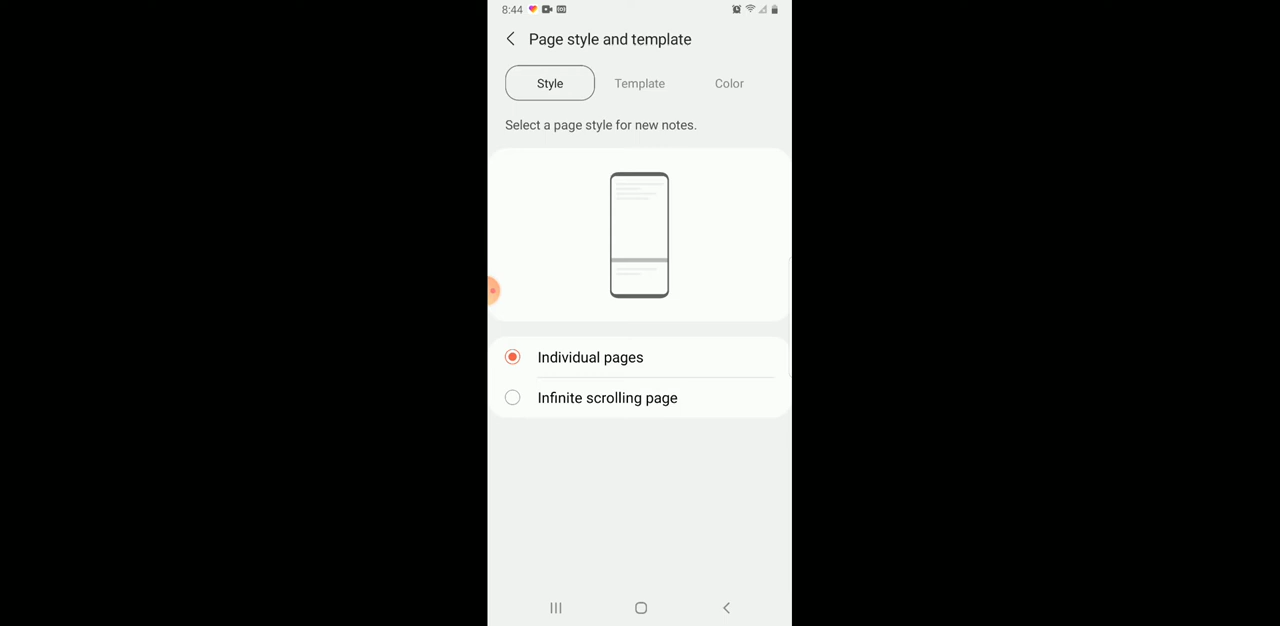 8:44
Page style and template
Style Template Color
Select a page style for new notes.
Individual pages
Infinite scrolling page